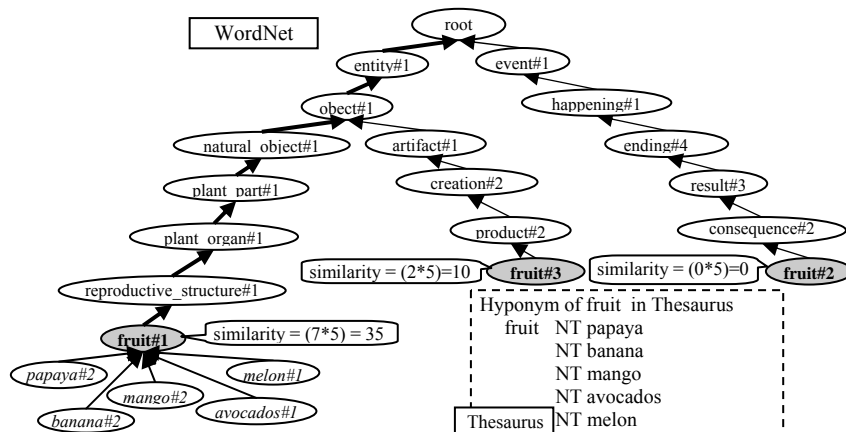 root
WordNet
entity#1
event#1
obect#1
happening#1
natural_object#1
artifact#1
ending#4
plant_part#1
creation#2
result#3
plant_organ#1
product#2
consequence#2
similarity = (2*5)=10
fruit#3
similarity = (0*5)=0
fruit#2
reproductive_structure#1
Hyponym of fruit in Thesaurus
fruit NT papaya
NT banana
NT mango
NT avocados
NT melon
Thesaurus
fruit#1
similarity = (7*5) = 35
papaya#2
melon#1
mango#2
banana#2
avocados#1